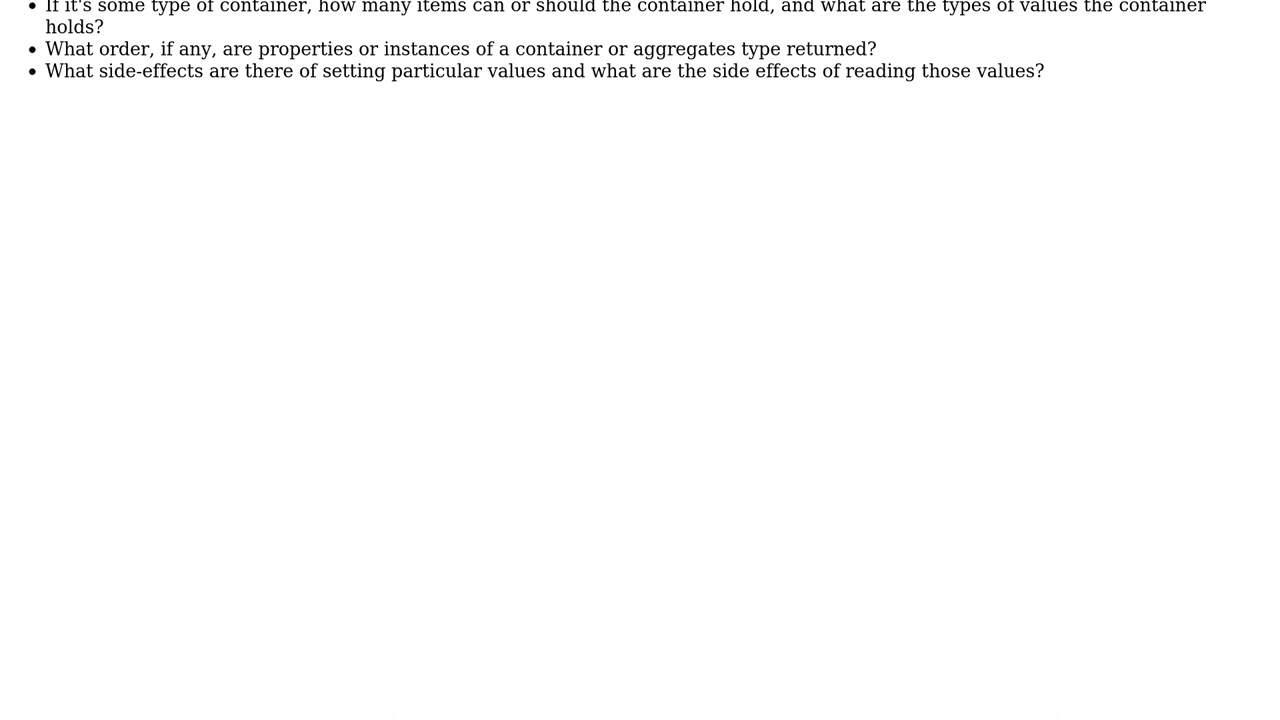 • If it's some type of container, how many items can or should the container hold, and what are the types of values the container
holds?
• What order, if any, are properties or instances of a container or aggregates type returned?
• What side-effects are there of setting particular values and what are the side effects of reading those values?